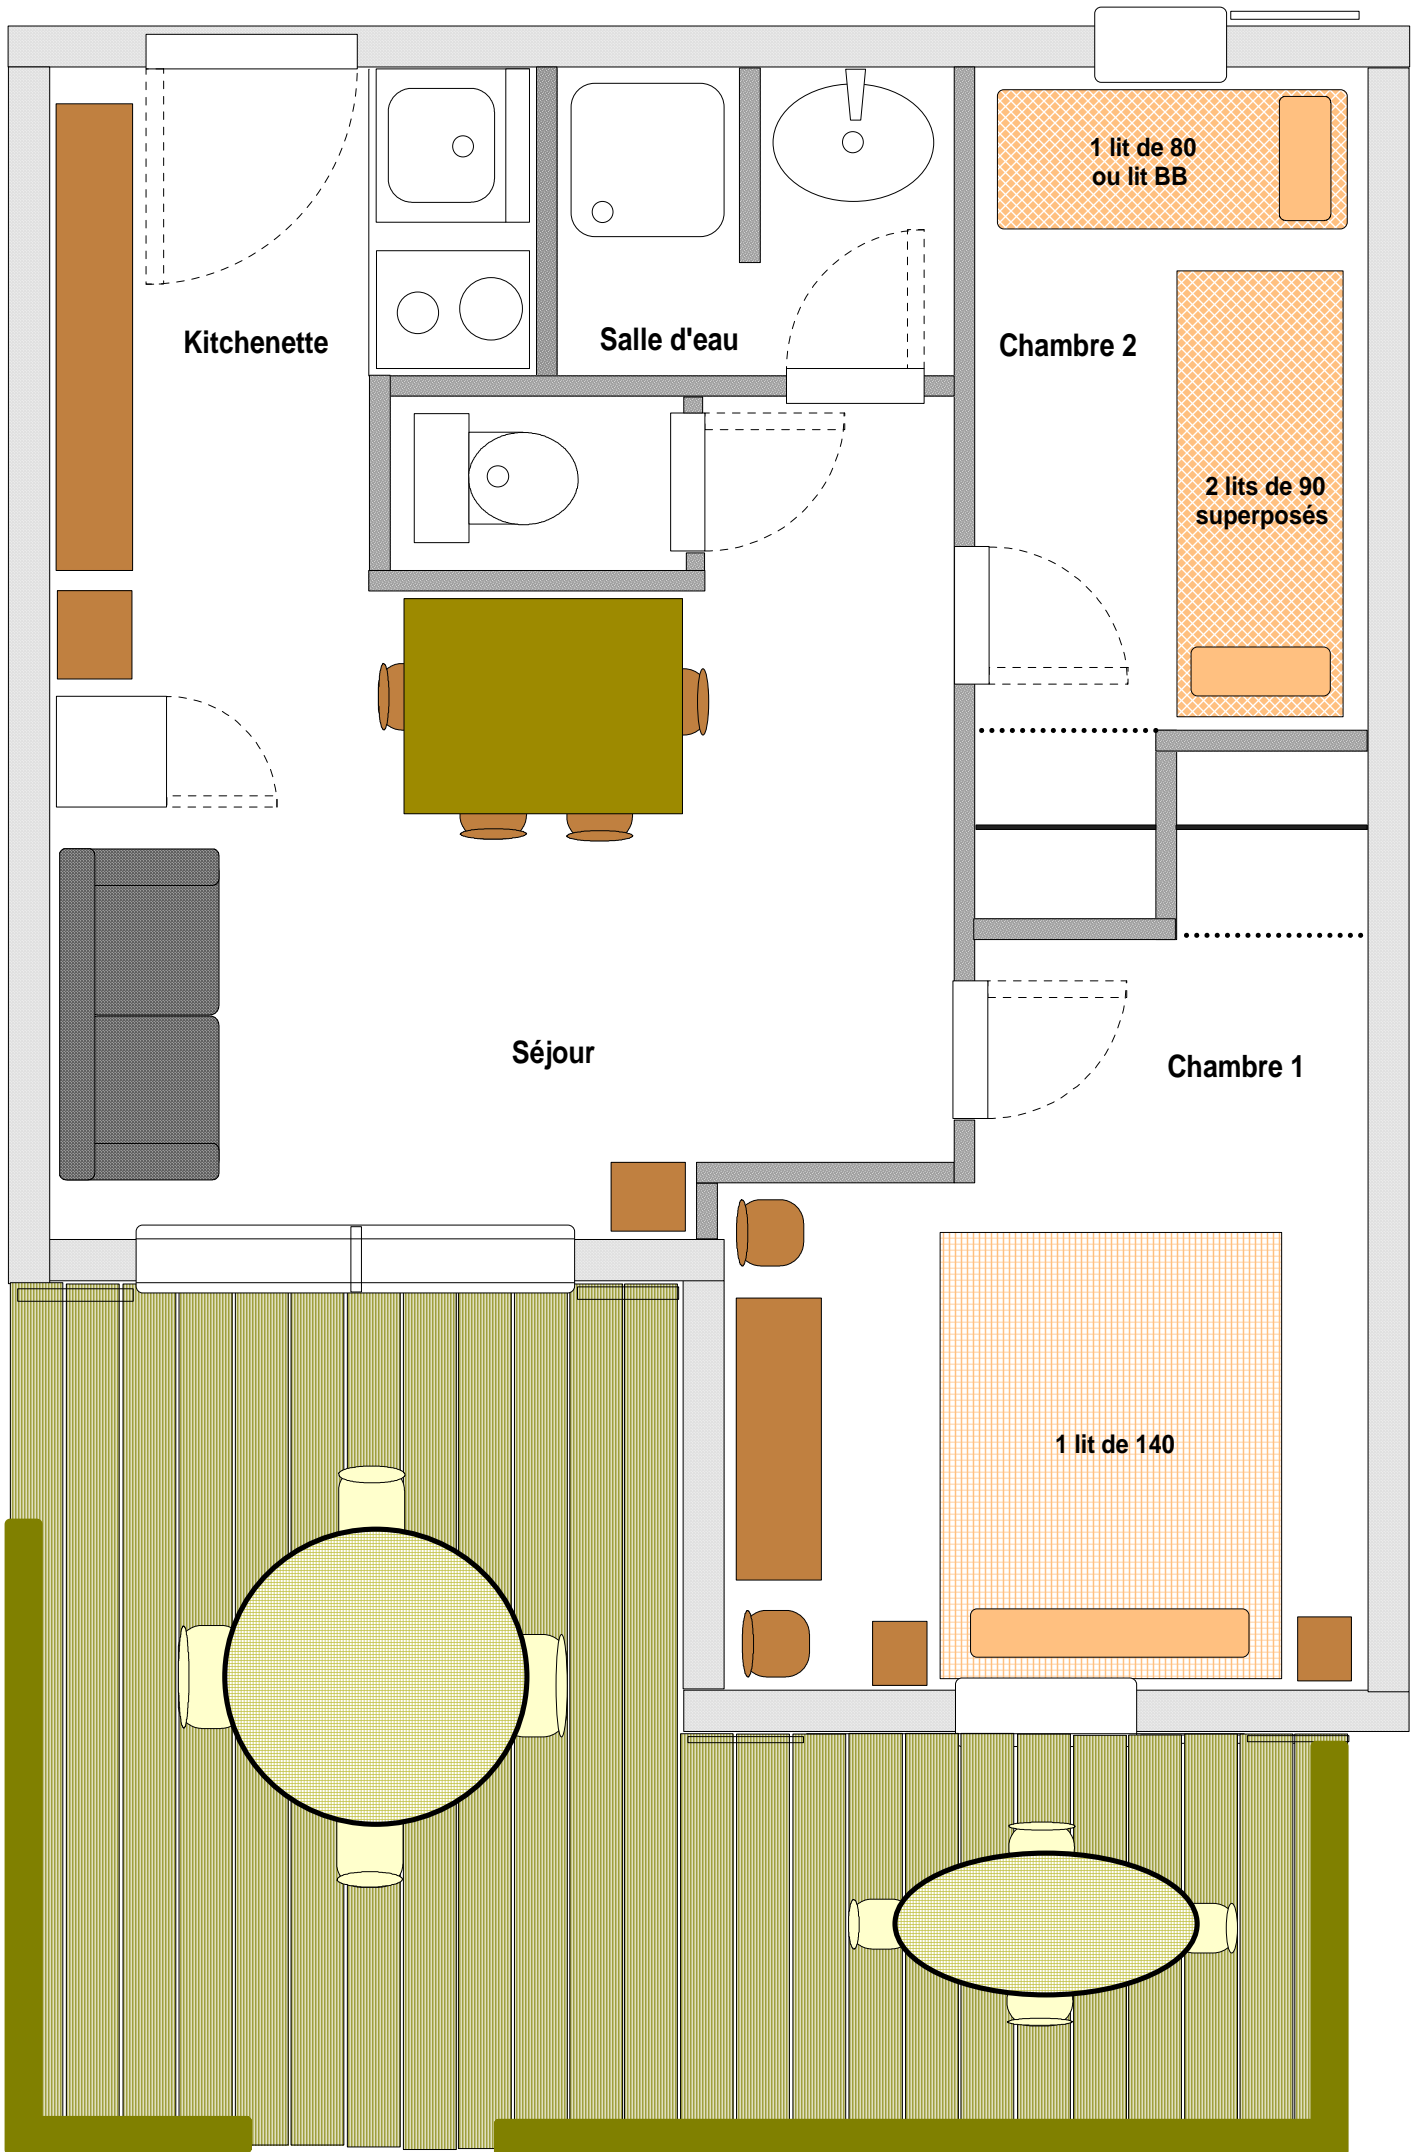 1 lit de 80
ou lit BB
Kitchenette
Salle d'eau
Chambre 2
2 lits de 90
superposés
Séjour
Chambre 1
1 lit de 140